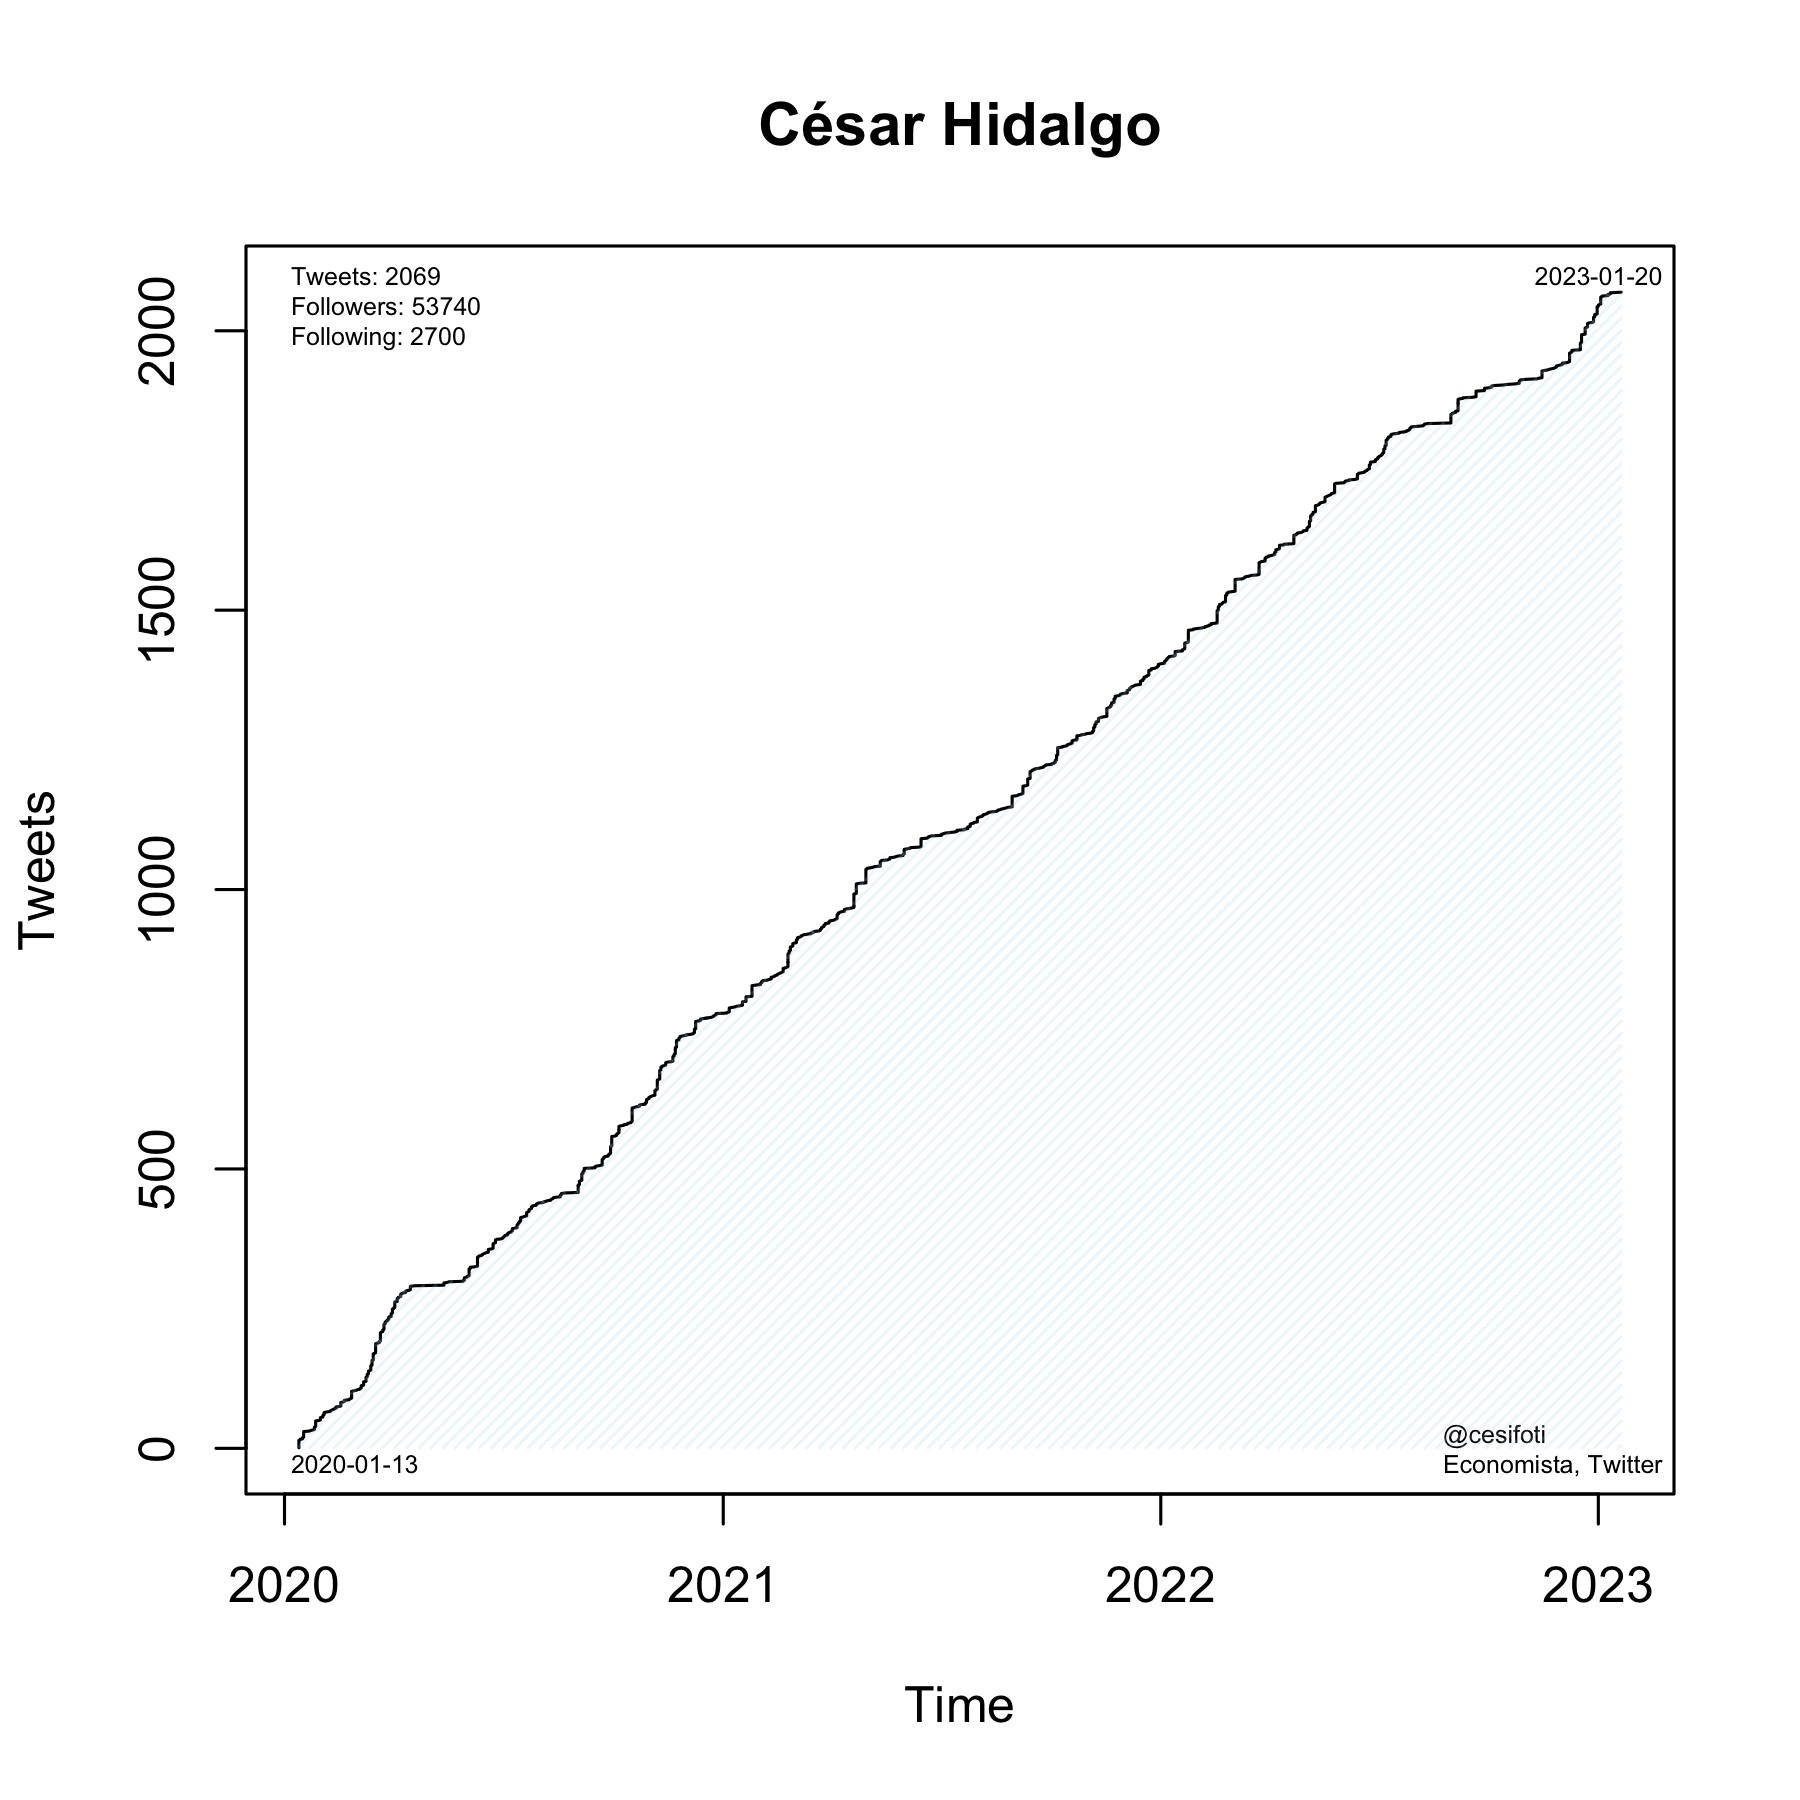 César Hidalgo
Tweets: 2069
Followers: 53740
Following: 2700
2023-01-20
Tweets
2000
1500
1000
500
0
2020-01-13
@cesifoti
Economista, Twitter
2020
2021
2022
2023
Time